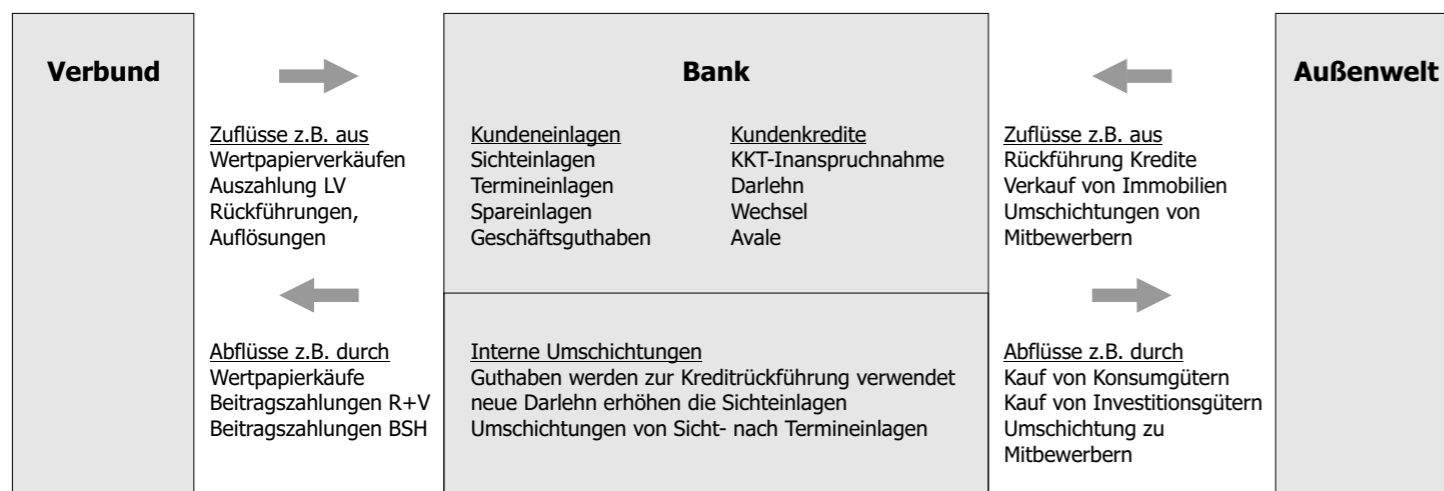 Verbund
Zuflüsse z.B. aus
Wertpapierverkäufen
Auszahlung LV
Rückführungen,
Auflösungen
Abflüsse z.B. durch
Wertpapierkäufe
Beitragszahlungen R+V
Beitragszahlungen BSH
Bank
Kundeneinlagen
Sichteinlagen
Termineinlagen
Spareinlagen
Geschäftsguthaben
Kundenkredite
KKT-Inanspruchnahme
Darlehn
Wechsel
Avale
Interne Umschichtungen
Guthaben werden zur Kreditrückführung verwendet
neue Darlehn erhöhen die Sichteinlagen
Umschichtungen von Sicht- nach Termineinlagen
Zuflüsse z.B. aus
Rückführung Kredite
Verkauf von Immobilien
Umschichtungen von
Mitbewerbern
Abflüsse z.B. durch
Kauf von Konsumgütern
Kauf von Investitionsgütern
Umschichtung zu
Mitbewerbern
Außenwelt